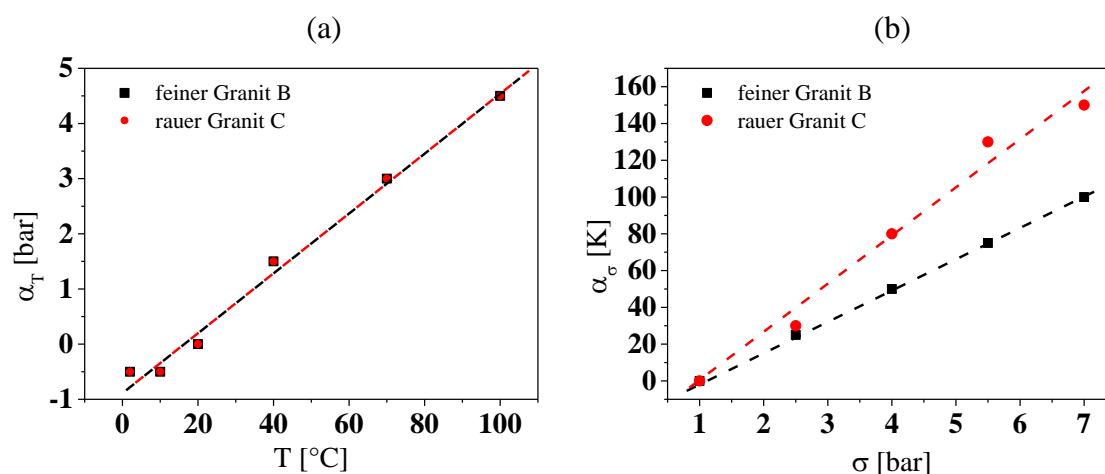 (a)
5
4
3
2
1
0
-1
feiner Granit B
rauer Granit C
α_T [bar]
0 20 40 60 80 100
T [°C]
(b)
160
140
120
100
80
60
40
20
0
feiner Granit B
rauer Granit C
α_σ [K]
1 2 3 4 5 6 7
σ [bar]